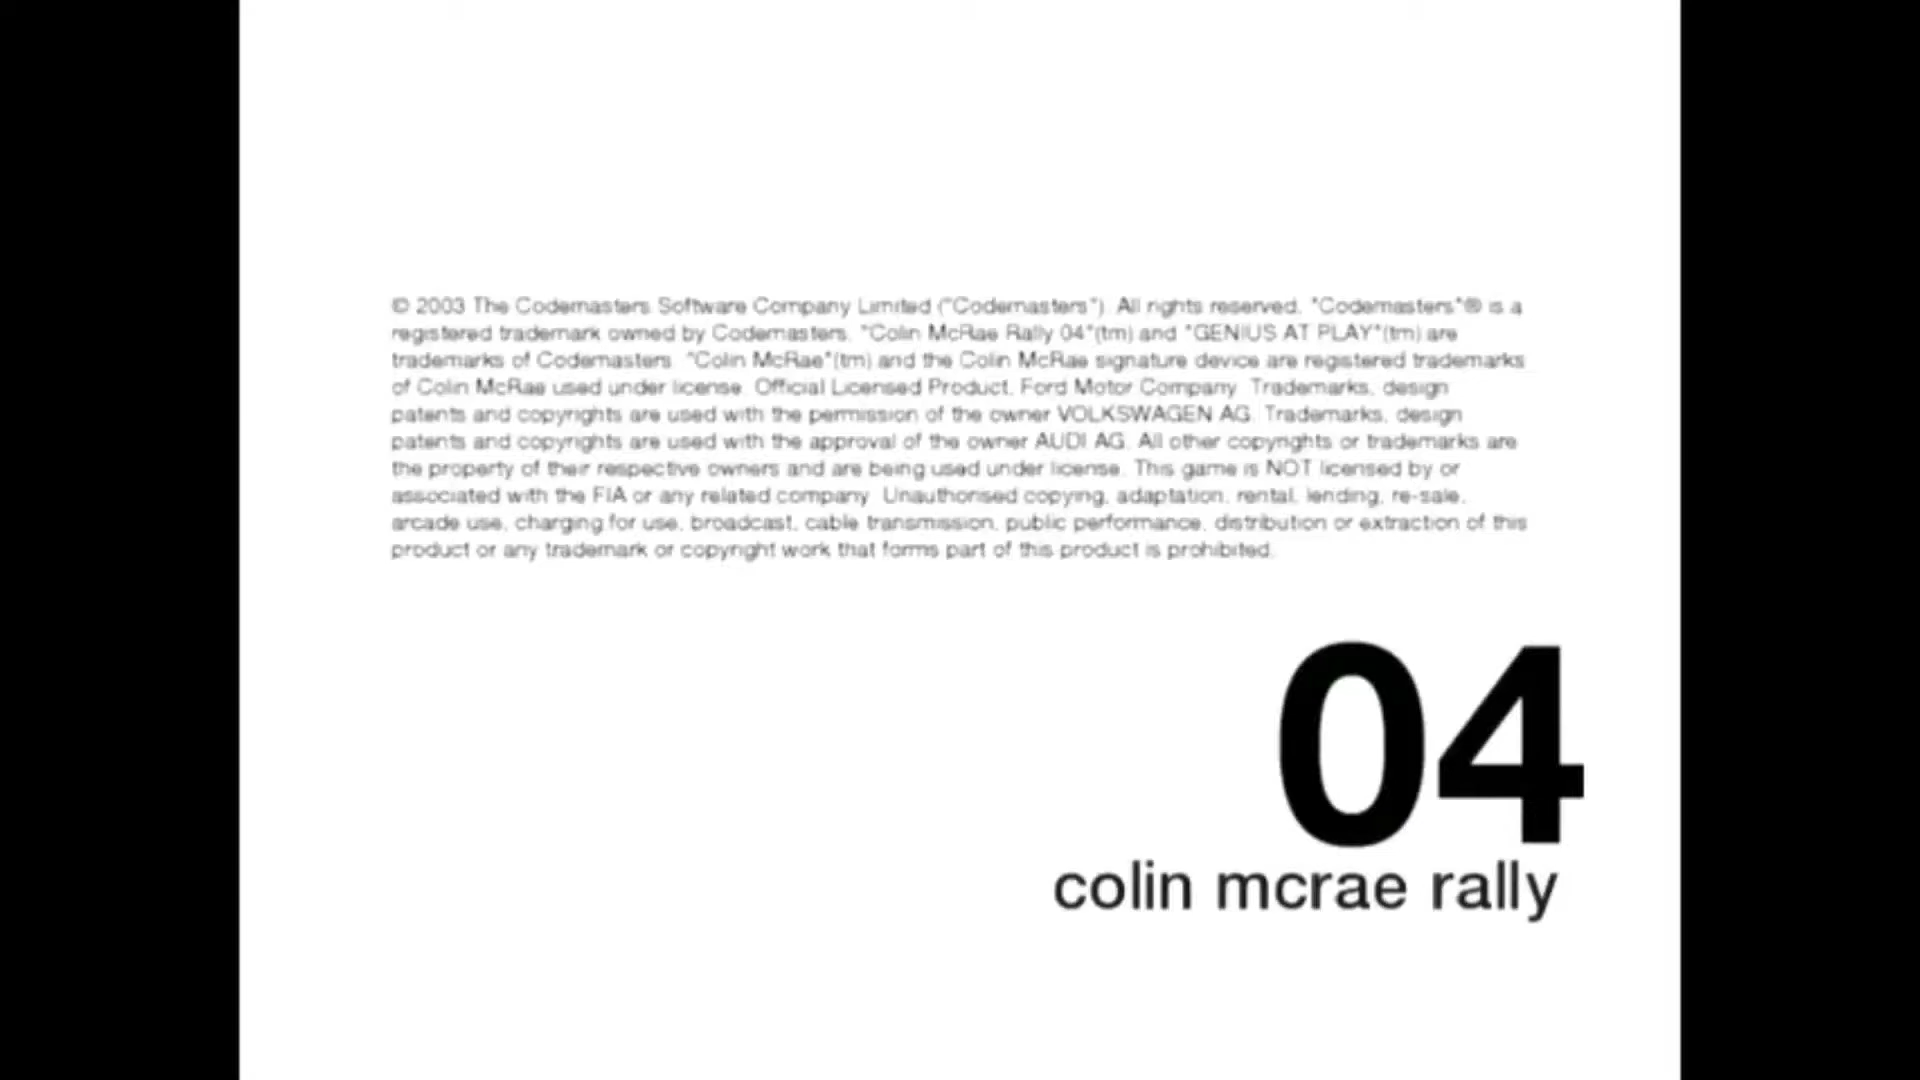 © 2003 The Codemasters Software Company Limited ("Codemasters"). All rights reserved. "Codemasters"® is a
registered trademark owned by Codemasters. "Colin McRae Rally 04"(tm) and "GENIUS AT PLAY"(tm) are
trademarks of Codemasters. "Colin McRae"(tm) and the Colin McRae signature device are registered trademarks
of Colin McRae used under license. Official Licensed Product, Ford Motor Company. Trademarks, design
patents and copyrights are used with the permission of the owner VOLKSWAGEN AG. Trademarks, design
patents and copyrights are used with the approval of the owner AUDI AG. All other copyrights or trademarks are
the property of their respective owners and are being used under license. This game is NOT licensed by or
associated with the FIA or any related company. Unauthorised copying, adaptation, rental, lending, re-sale,
arcade use, charging for use, broadcast, cable transmission, public performance, distribution or extraction of this
product or any trademark or copyright work that forms part of this product is prohibited.
04
colin mcrae rally